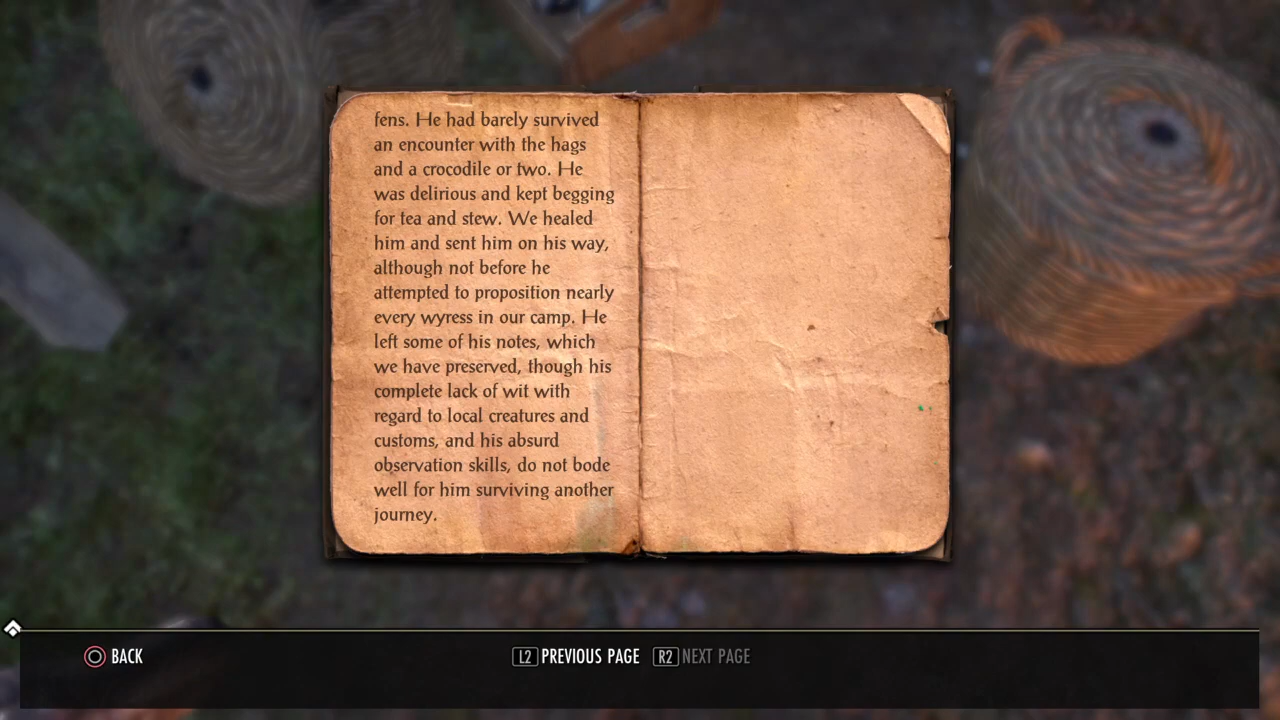 fens. He had barely survived
an encounter with the hags
and a crocodile or two. He
was delirious and kept begging
for tea and stew. We healed
him and sent him on his way,
although not before he
attempted to proposition nearly
every wyress in our camp. He
left some of his notes, which
we have preserved, though his
complete lack of wit with
regard to local creatures and
customs, and his absurd
observation skills, do not bode
well for him surviving another
journey.
BACK
L2 PREVIOUS PAGE R2 NEXT PAGE